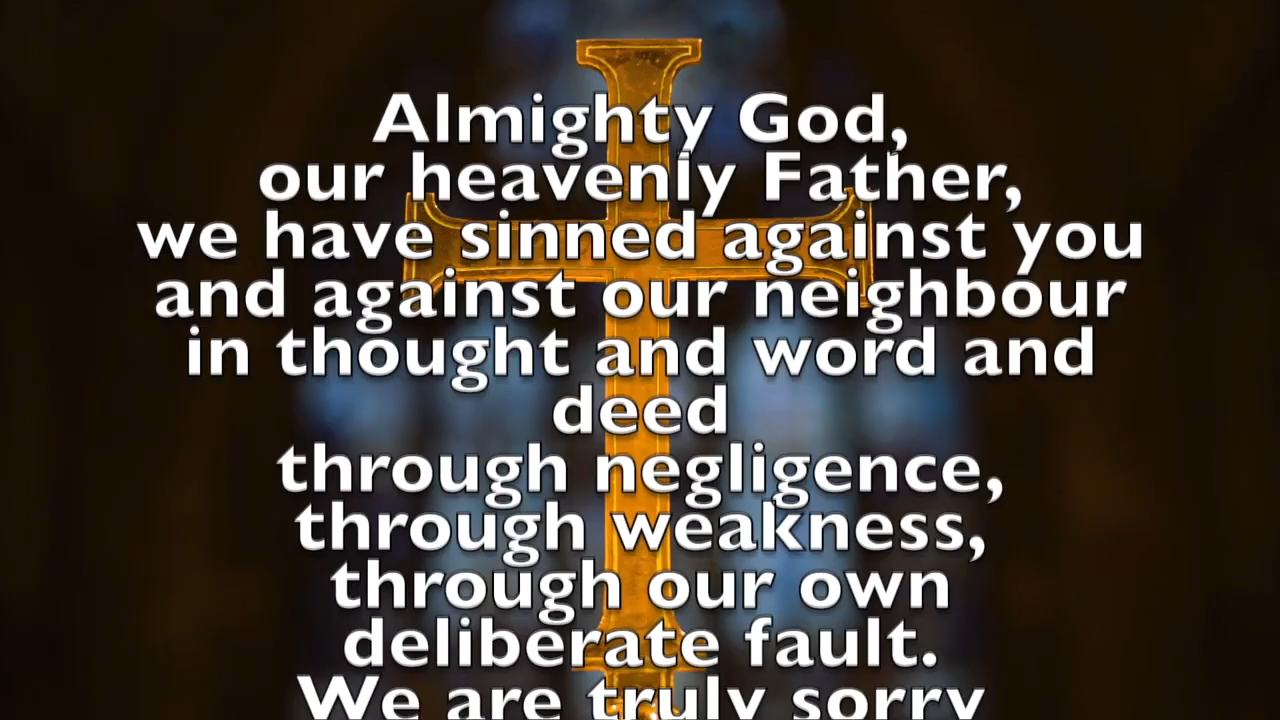 Almighty God,
our heavenly Father,
we have sinned against you
and against our neighbour
in thought and word and
deed
through negligence,
through weakness,
through our own
deliberate fault.
We are truly sorry